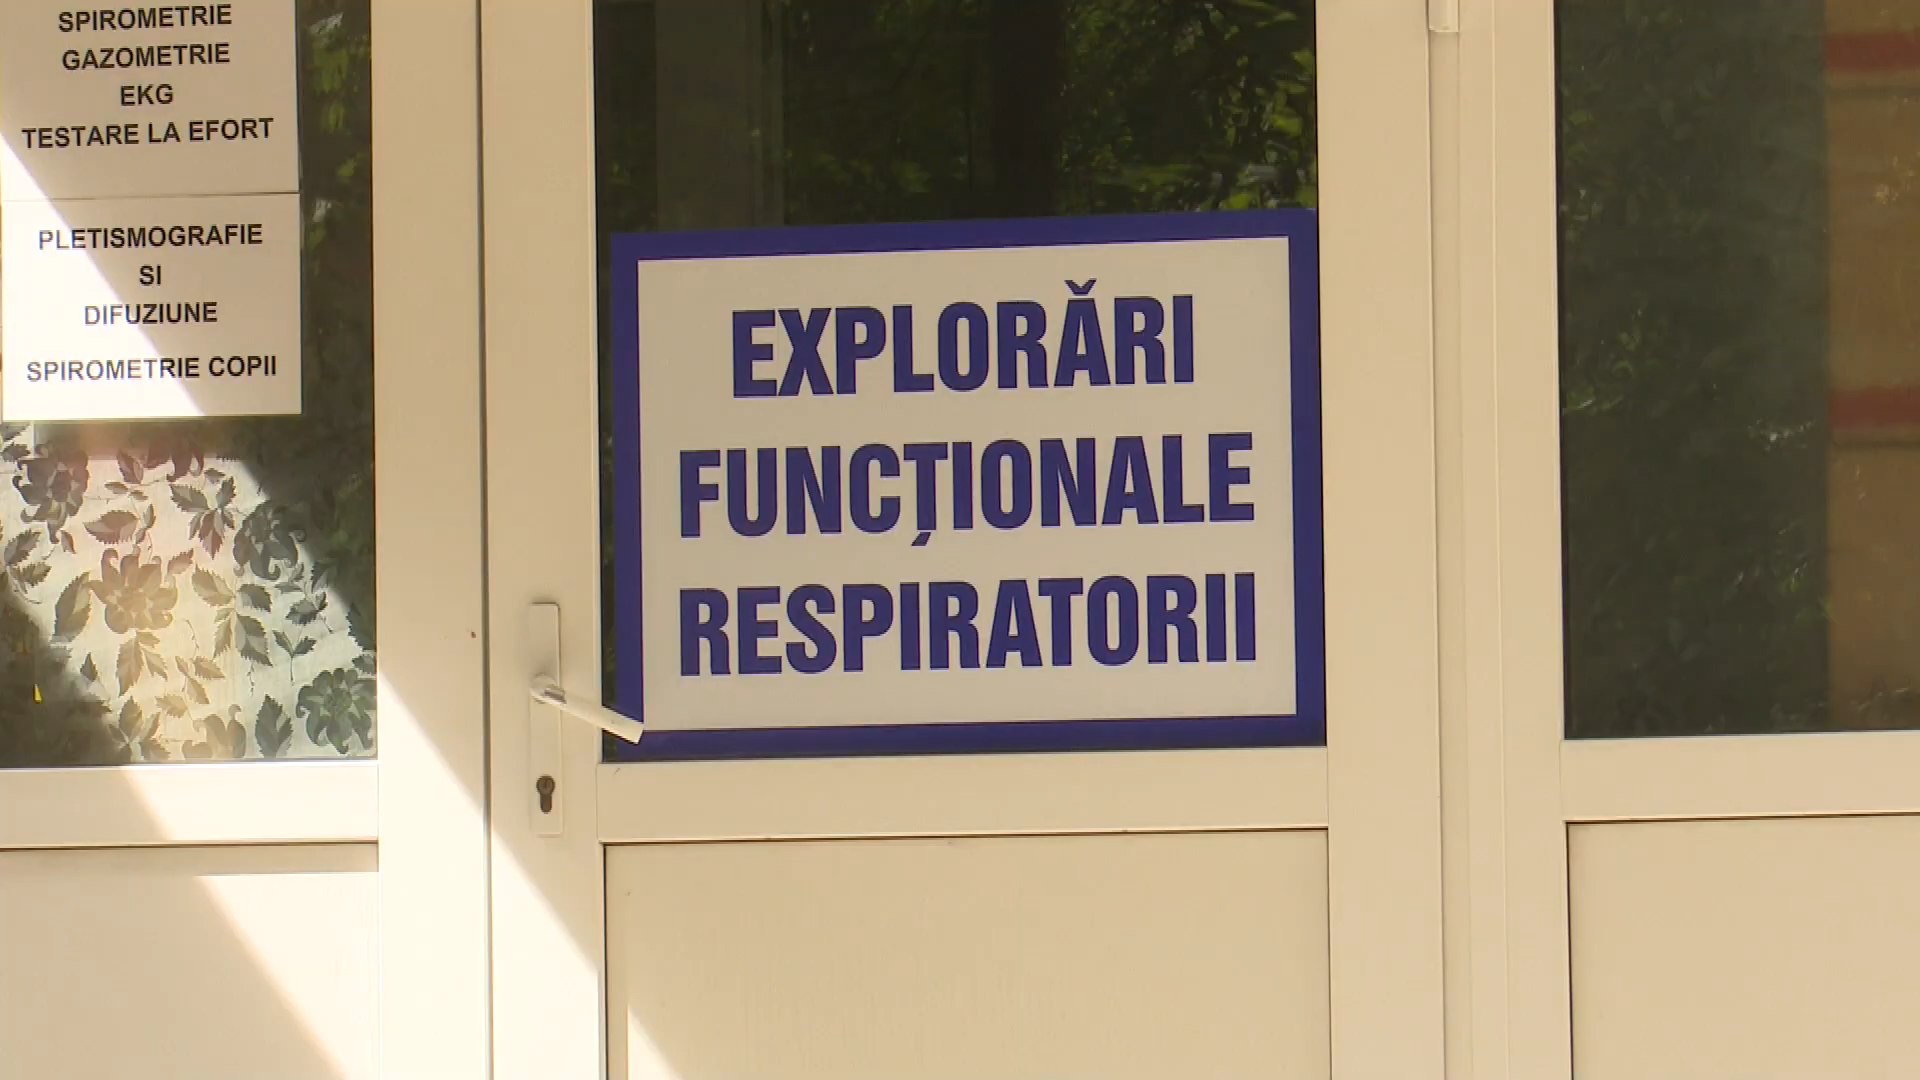 SPIROMETRIE
GAZOMETRIE
EKG
TESTARE LA EFORT
PLETISMOGRAFIE
SI
DIFUZIUNE
SPIROMETRIE COPII
EXPLORĂRI
FUNCȚIONALE
RESPIRATORII